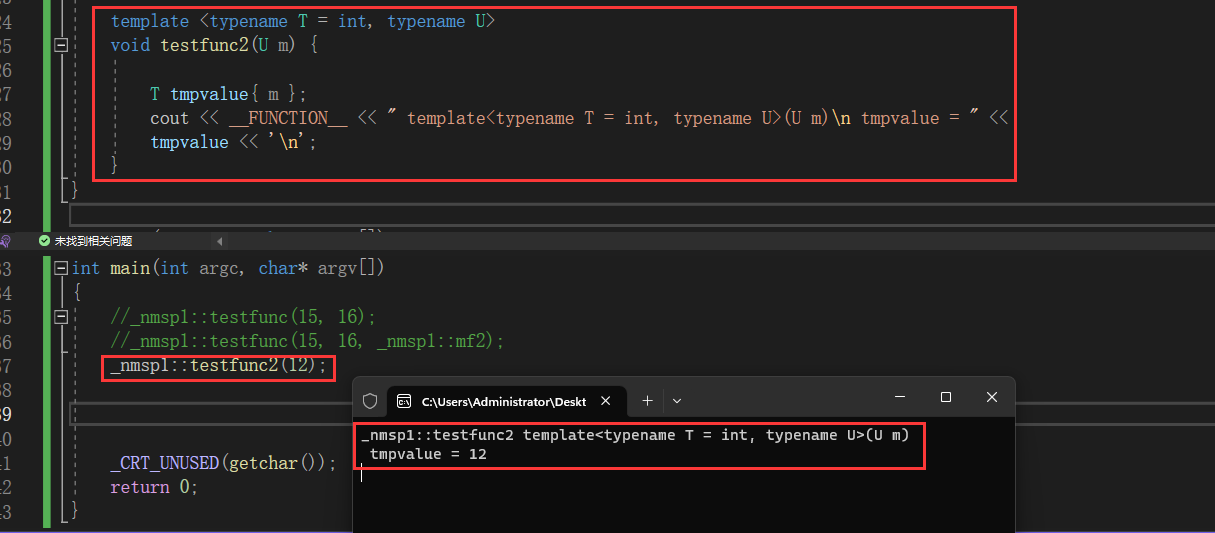 24 template <typename T = int, typename U>
25 void testfunc2(U m) {
26
27 T tmpvalue{ m };
28 cout << __FUNCTION__ << " template<typename T = int, typename U>(U m)\n tmpvalue = " <<
29 tmpvalue << '\n';
30 }
31 }
32
未找到相关问题
33 int main(int argc, char* argv[])
34 {
35 //_nmsp1::testfunc(15, 16);
36 //_nmsp1::testfunc(15, 16, _nmsp1::mf2);
37 _nmsp1::testfunc2(12);
38
39
C:\Users\Administrator\Deskt
_nmsp1::testfunc2 template<typename T = int, typename U>(U m)
tmpvalue = 12
40
41 _CRT_UNUSED(getchar());
42 return 0;
43 }